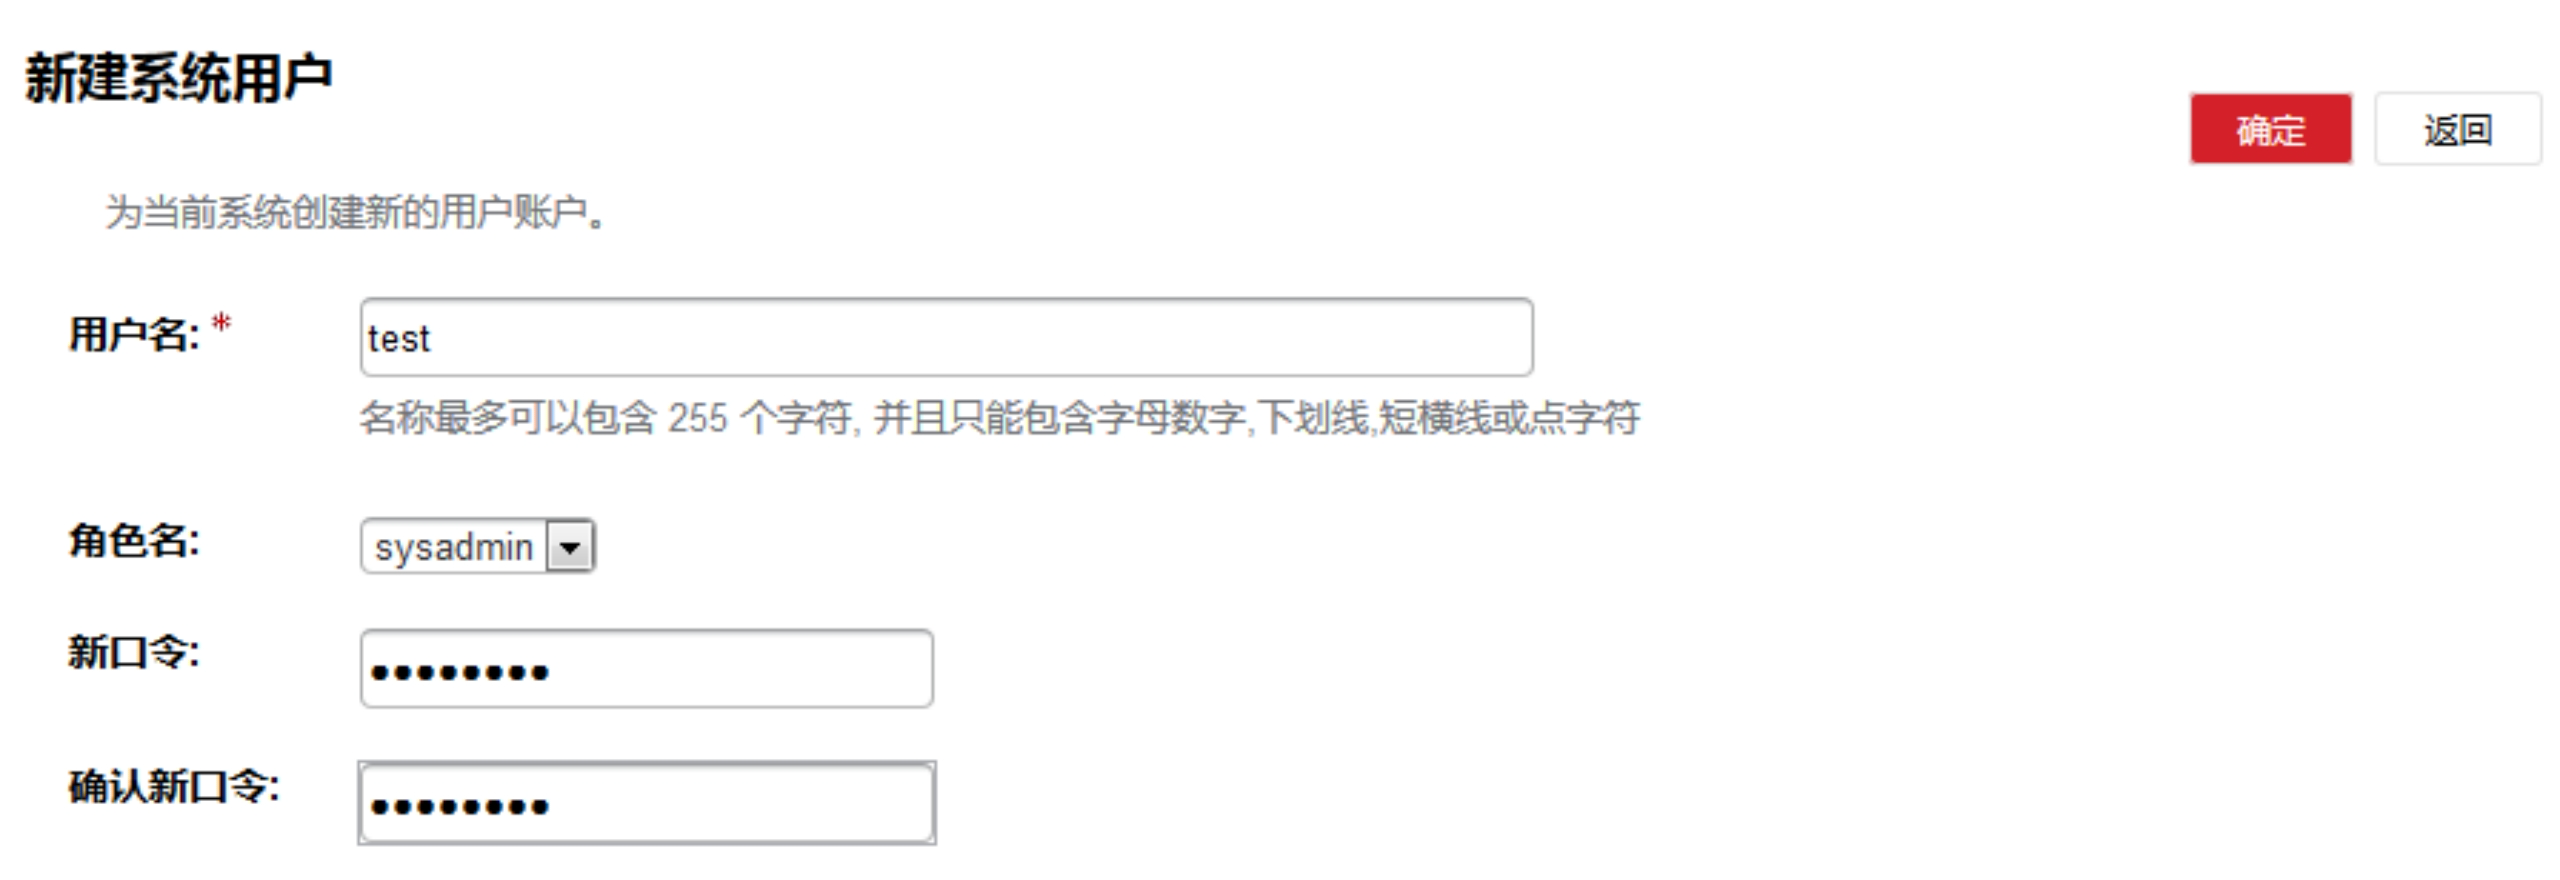 新建系统用户
确定 返回
为当前系统创建新的用户账户。
用户名: * test
名称最多可以包含 255 个字符, 并且只能包含字母数字,下划线,短横线或点字符
角色名: sysadmin
新口令: ••••••••
确认新口令: ••••••••